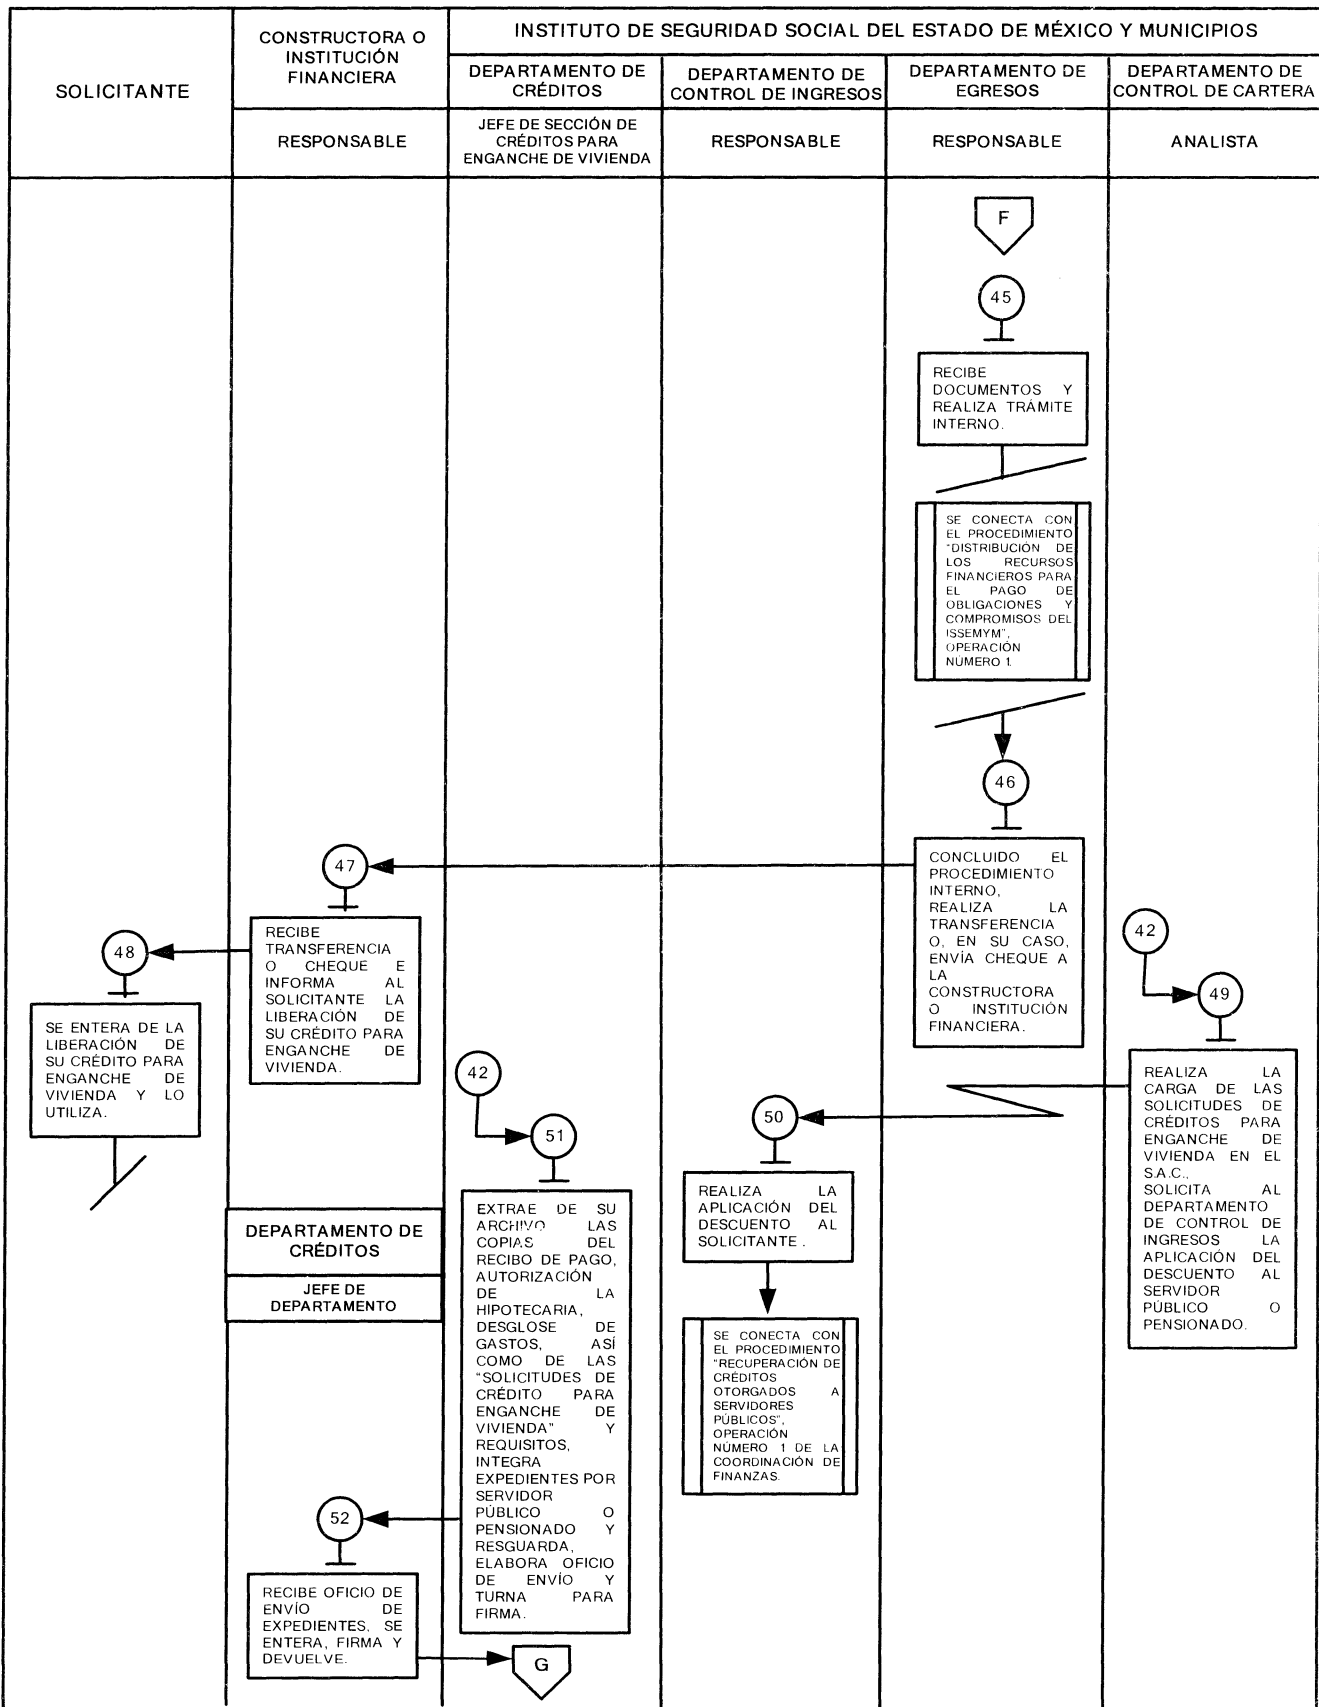 SOLICITANTE
CONSTRUCTORA O
INSTITUCIÓN
FINANCIERA
RESPONSABLE
INSTITUTO DE SEGURIDAD SOCIAL DEL ESTADO DE MÉXICO Y MUNICIPIOS
DEPARTAMENTO DE
CRÉDITOS
JEFE DE SECCIÓN DE
CRÉDITOS PARA
ENGANCHE DE VIVIENDA
DEPARTAMENTO DE
CONTROL DE INGRESOS
RESPONSABLE
DEPARTAMENTO DE
EGRESOS
RESPONSABLE
DEPARTAMENTO DE
CONTROL DE CARTERA
ANALISTA
F
45
RECIBE
DOCUMENTOS Y
REALIZA TRÁMITE
INTERNO.
SE CONECTA CON
EL PROCEDIMIENTO
"DISTRIBUCIÓN DE
LOS RECURSOS
FINANCIEROS PARA
EL PAGO DE
OBLIGACIONES Y
COMPROMISOS DEL
ISSEMYM",
OPERACIÓN
NÚMERO 1.
46
CONCLUIDO EL
PROCEDIMIENTO
INTERNO,
REALIZA LA
TRANSFERENCIA
O, EN SU CASO,
ENVÍA CHEQUE A
LA
CONSTRUCTORA
O INSTITUCIÓN
FINANCIERA.
47
RECIBE
TRANSFERENCIA
O CHEQUE E
INFORMA AL
SOLICITANTE LA
LIBERACIÓN DE
SU CRÉDITO PARA
ENGANCHE DE
VIVIENDA.
48
SE ENTERA DE LA
LIBERACIÓN DE
SU CRÉDITO PARA
ENGANCHE DE
VIVIENDA Y LO
UTILIZA.
42
49
REALIZA LA
CARGA DE LAS
SOLICITUDES DE
CRÉDITOS PARA
ENGANCHE DE
VIVIENDA EN EL
S.A.C.,
SOLICITA AL
DEPARTAMENTO
DE CONTROL DE
INGRESOS LA
APLICACIÓN DEL
DESCUENTO AL
SERVIDOR
PÚBLICO O
PENSIONADO.
50
REALIZA LA
APLICACIÓN DEL
DESCUENTO AL
SOLICITANTE .
SE CONECTA CON
EL PROCEDIMIENTO
"RECUPERACIÓN DE
CRÉDITOS
OTORGADOS A
SERVIDORES
PÚBLICOS",
OPERACIÓN
NÚMERO 1 DE LA
COORDINACIÓN DE
FINANZAS.
42
51
EXTRAE DE SU
ARCHIVO LAS
COPIAS DEL
RECIBO DE PAGO,
AUTORIZACIÓN
DE LA
HIPOTECARIA,
DESGLOSE DE
GASTOS, ASÍ
COMO DE LAS
"SOLICITUDES DE
CRÉDITO PARA
ENGANCHE DE
VIVIENDA" Y
REQUISITOS,
INTEGRA
EXPEDIENTES POR
SERVIDOR
PÚBLICO O
PENSIONADO Y
RESGUARDA,
ELABORA OFICIO
DE ENVÍO Y
TURNA PARA
FIRMA.
DEPARTAMENTO DE
CRÉDITOS
JEFE DE
DEPARTAMENTO
52
RECIBE OFICIO DE
ENVÍO DE
EXPEDIENTES, SE
ENTERA, FIRMA Y
DEVUELVE.
G